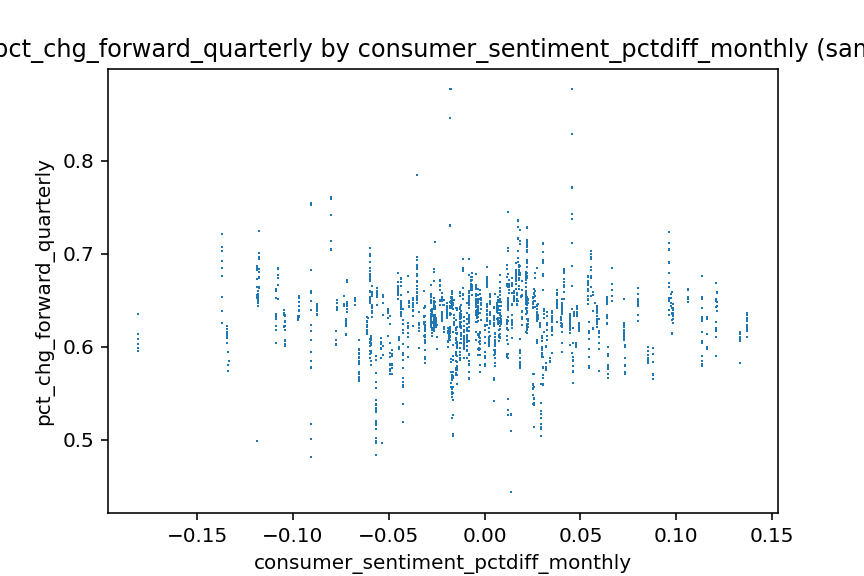 pct_chg_forward_quarterly by consumer_sentiment_pctdiff_monthly (sam
pct_chg_forward_quarterly
0.8
0.7
0.6
0.5
−0.15 −0.10 −0.05 0.00 0.05 0.10 0.15
consumer_sentiment_pctdiff_monthly